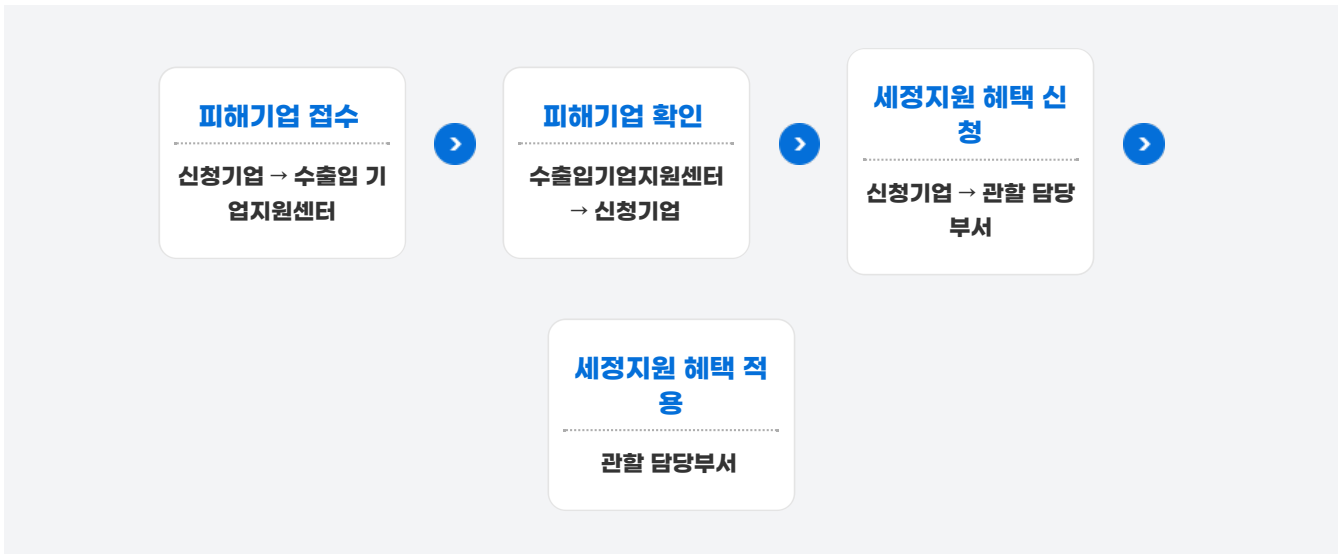 피해기업 접수
신청기업 → 수출입 기
업지원센터
피해기업 확인
수출입기업지원센터
→ 신청기업
세정지원 혜택 신
청
신청기업 → 관할 담당
부서
세정지원 혜택 적
용
관할 담당부서